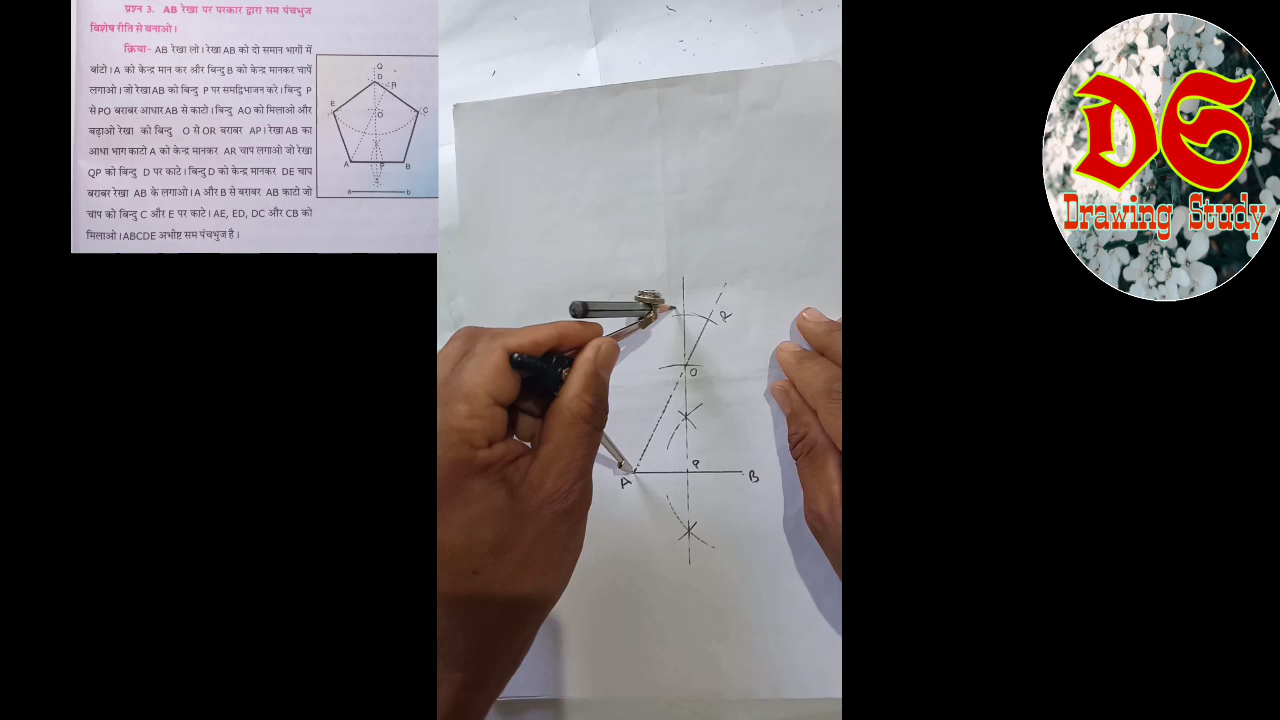 प्रश्न 3. AB रेखा पर परकार द्वारा सम पंचभुज
विशेष रीति से बनाओ।
क्रिया- AB रेखा लो। रेखा AB को दो समान भागों में
बांटो। A को केन्द्र मान कर और बिन्दु B को केन्द्र मानकर चापें
लगाओ। जो रेखा AB को बिन्दु P पर समद्विभाजन करे। बिन्दु P
से PO बराबर आधार AB से काटो। बिन्दु AO को मिलाओ और
बढ़ाओ रेखा को बिन्दु O से OR बराबर AP। रेखा AB का
आधा भाग काटो A को केन्द्र मानकर AR चाप लगाओ जो रेखा
QP को बिन्दु D पर काटे। बिन्दु D को केन्द्र मानकर DE चाप
बराबर रेखा AB के लगाओ। A और B से बराबर AB काटो जो
चाप को बिन्दु C और E पर काटे। AE, ED, DC और CB को
मिलाओ। ABCDE अभीष्ट सम पंचभुज है।
Q
D
R
E
C
O
A
P
B
a
b
DS
Drawing Study
R
O
P
A
B